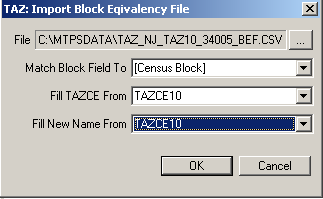 TAZ: Import Block Eqivalency File
File C:\MTPSDATA\TAZ_NJ_TAZ10_34005_BEF.CSV ...
Match Block Field To [Census Block]
Fill TAZCE From TAZCE10
Fill New Name From TAZCE10
OK Cancel